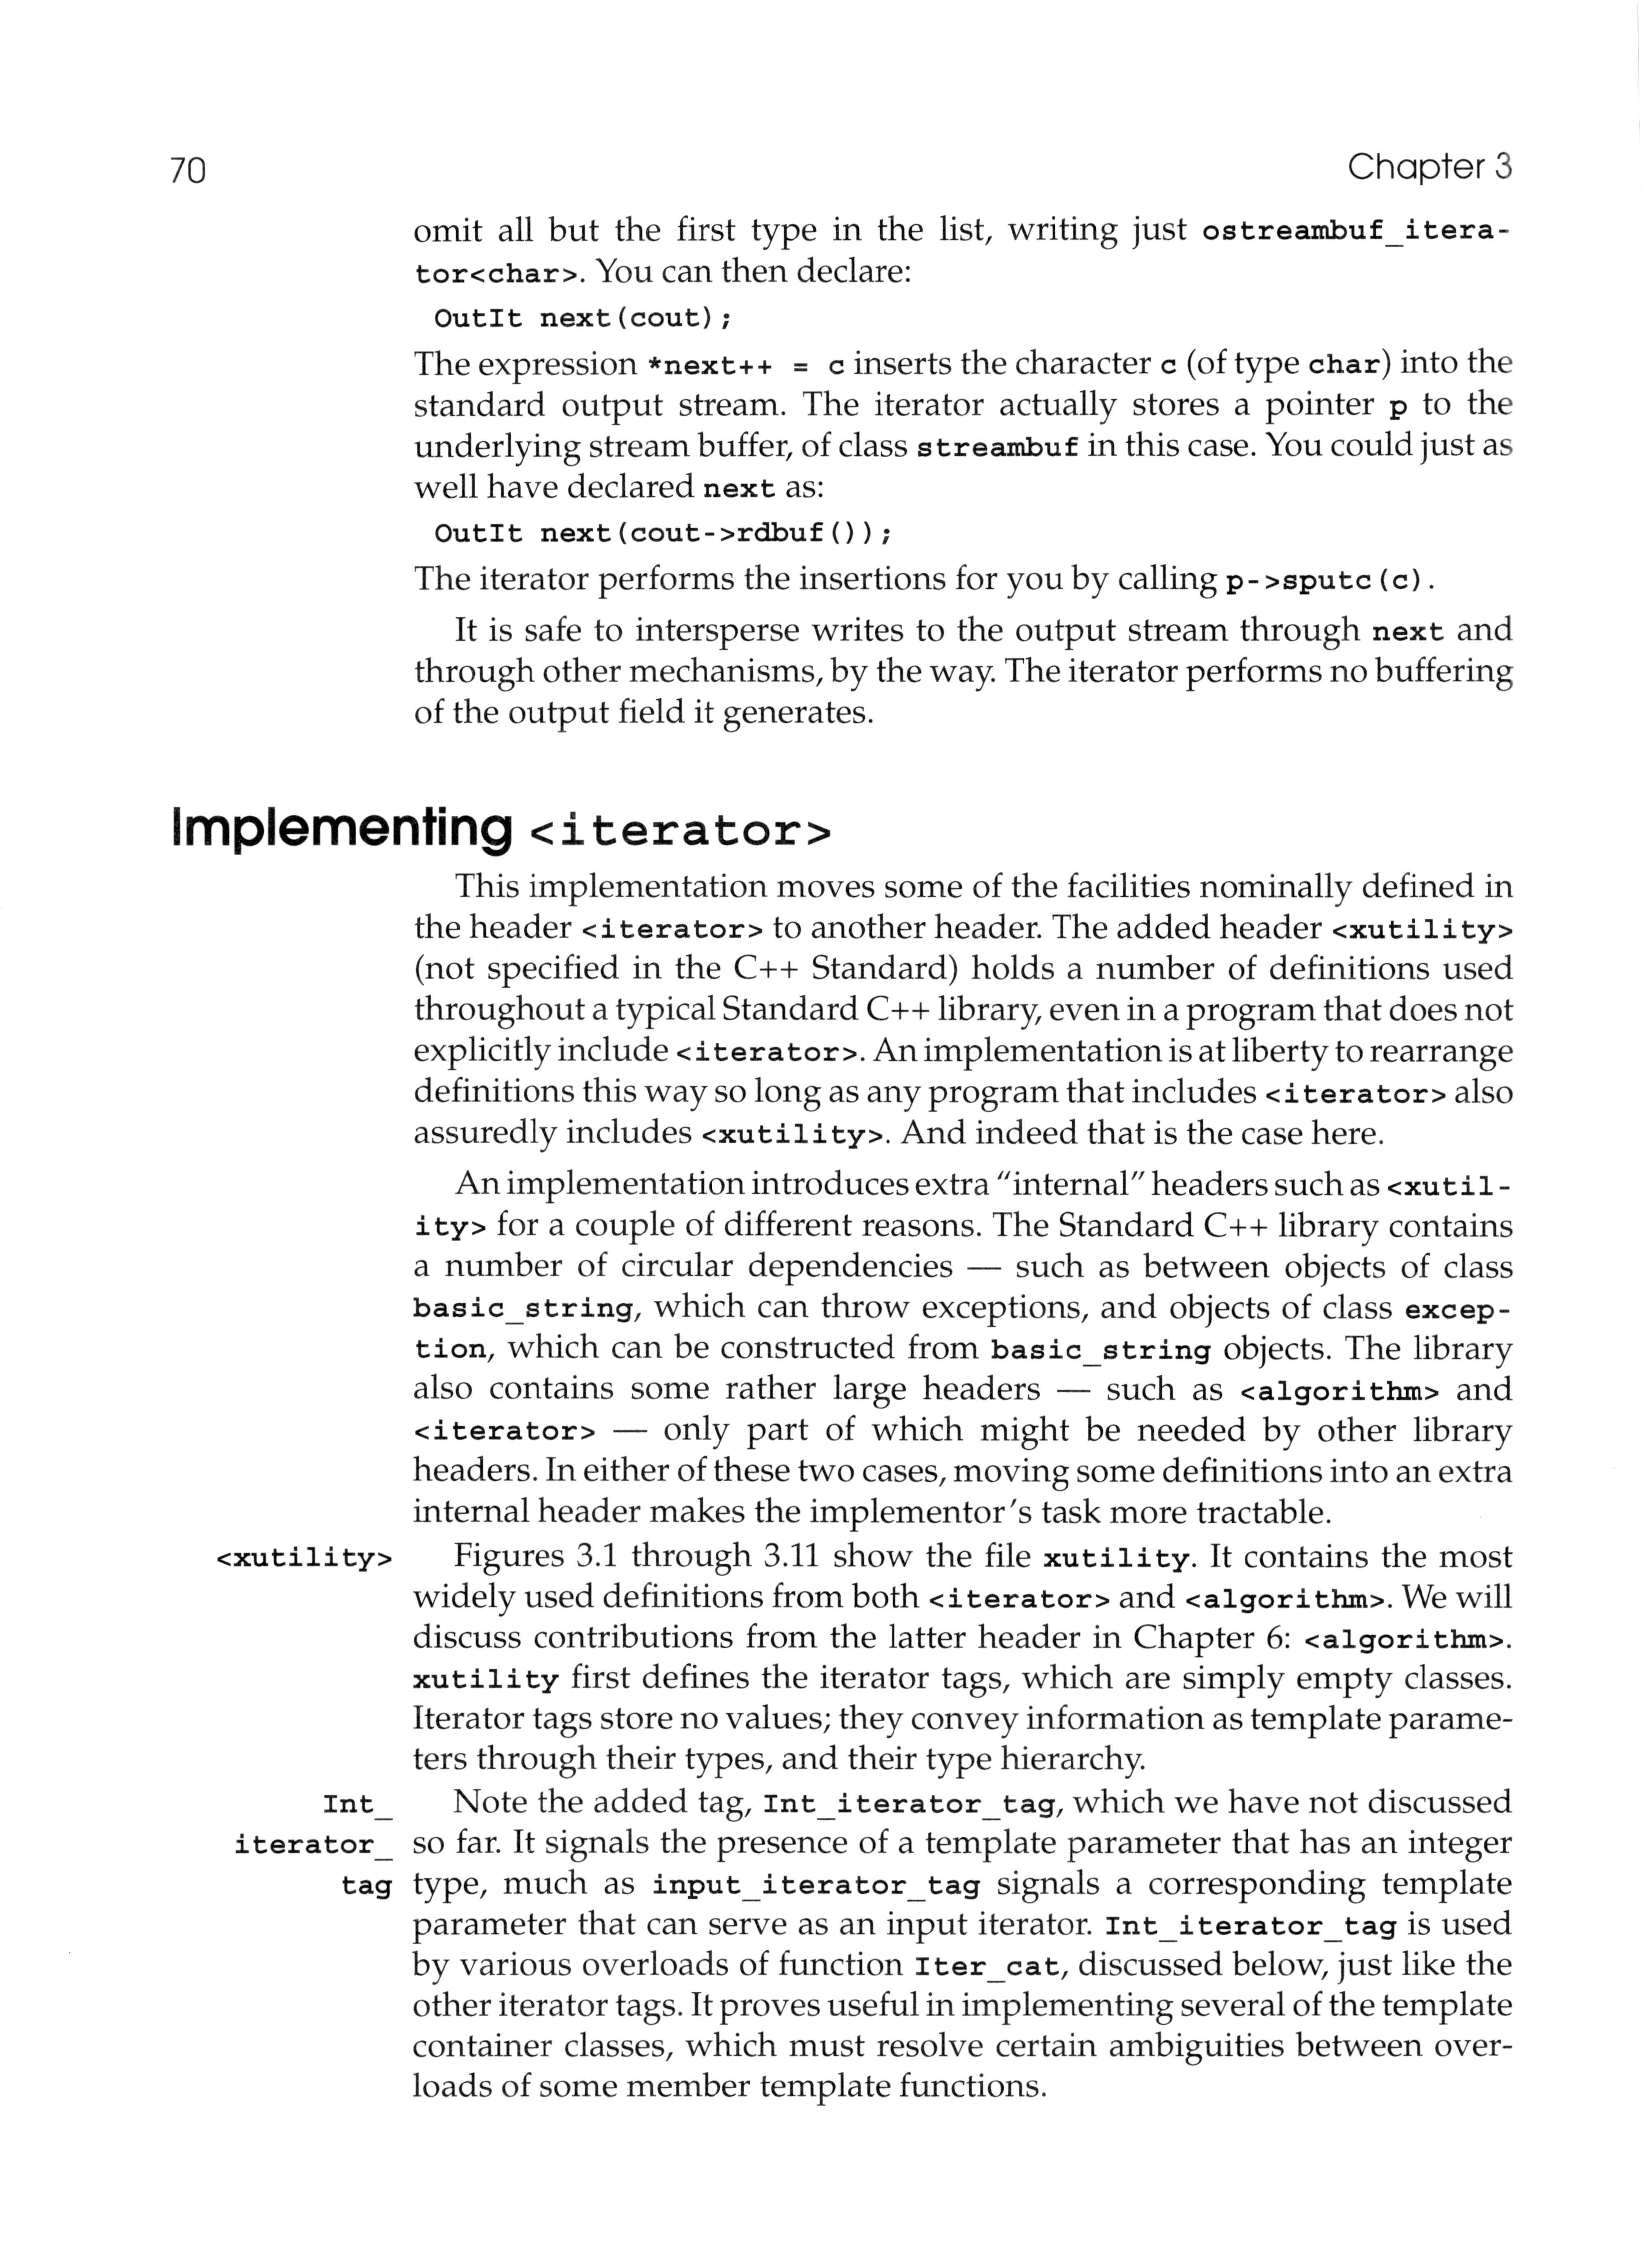 70
Chapter 3
omit all but the first type in the list, writing just ostreambuf_itera-
tor<char>. You can then declare:
OutIt next(cout);
The expression *next++ = c inserts the character c (of type char) into the
standard output stream. The iterator actually stores a pointer p to the
underlying stream buffer, of class streambuf in this case. You could just as
well have declared next as:
OutIt next(cout->rdbuf());
The iterator performs the insertions for you by calling p->sputc(c).
It is safe to intersperse writes to the output stream through next and
through other mechanisms, by the way. The iterator performs no buffering
of the output field it generates.
Implementing <iterator>
This implementation moves some of the facilities nominally defined in
the header <iterator> to another header. The added header <xutility>
(not specified in the C++ Standard) holds a number of definitions used
throughout a typical Standard C++ library, even in a program that does not
explicitly include <iterator>. An implementation is at liberty to rearrange
definitions this way so long as any program that includes <iterator> also
assuredly includes <xutility>. And indeed that is the case here.
An implementation introduces extra "internal" headers such as <xutil-
ity> for a couple of different reasons. The Standard C++ library contains
a number of circular dependencies — such as between objects of class
basic_string, which can throw exceptions, and objects of class excep-
tion, which can be constructed from basic_string objects. The library
also contains some rather large headers — such as <algorithm> and
<iterator> — only part of which might be needed by other library
headers. In either of these two cases, moving some definitions into an extra
internal header makes the implementor's task more tractable.
<xutility> Figures 3.1 through 3.11 show the file xutility. It contains the most
widely used definitions from both <iterator> and <algorithm>. We will
discuss contributions from the latter header in Chapter 6: <algorithm>.
xutility first defines the iterator tags, which are simply empty classes.
Iterator tags store no values; they convey information as template parame-
ters through their types, and their type hierarchy.
Int_ Note the added tag, Int_iterator_tag, which we have not discussed
iterator_ so far. It signals the presence of a template parameter that has an integer
tag type, much as input_iterator_tag signals a corresponding template
parameter that can serve as an input iterator. Int_iterator_tag is used
by various overloads of function Iter_cat, discussed below, just like the
other iterator tags. It proves useful in implementing several of the template
container classes, which must resolve certain ambiguities between over-
loads of some member template functions.